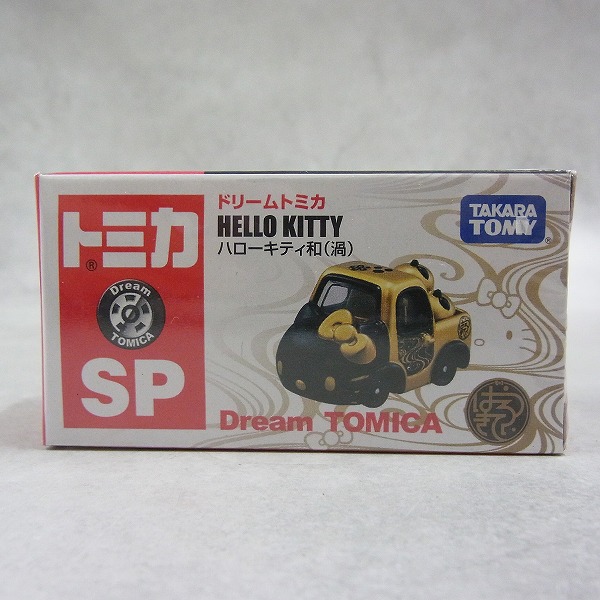 トミカ
®
Dream
TOMICA
SP
ドリームトミカ
HELLO KITTY
ハローキティ和(渦)
TAKARA
TOMY
®
Dream TOMICA